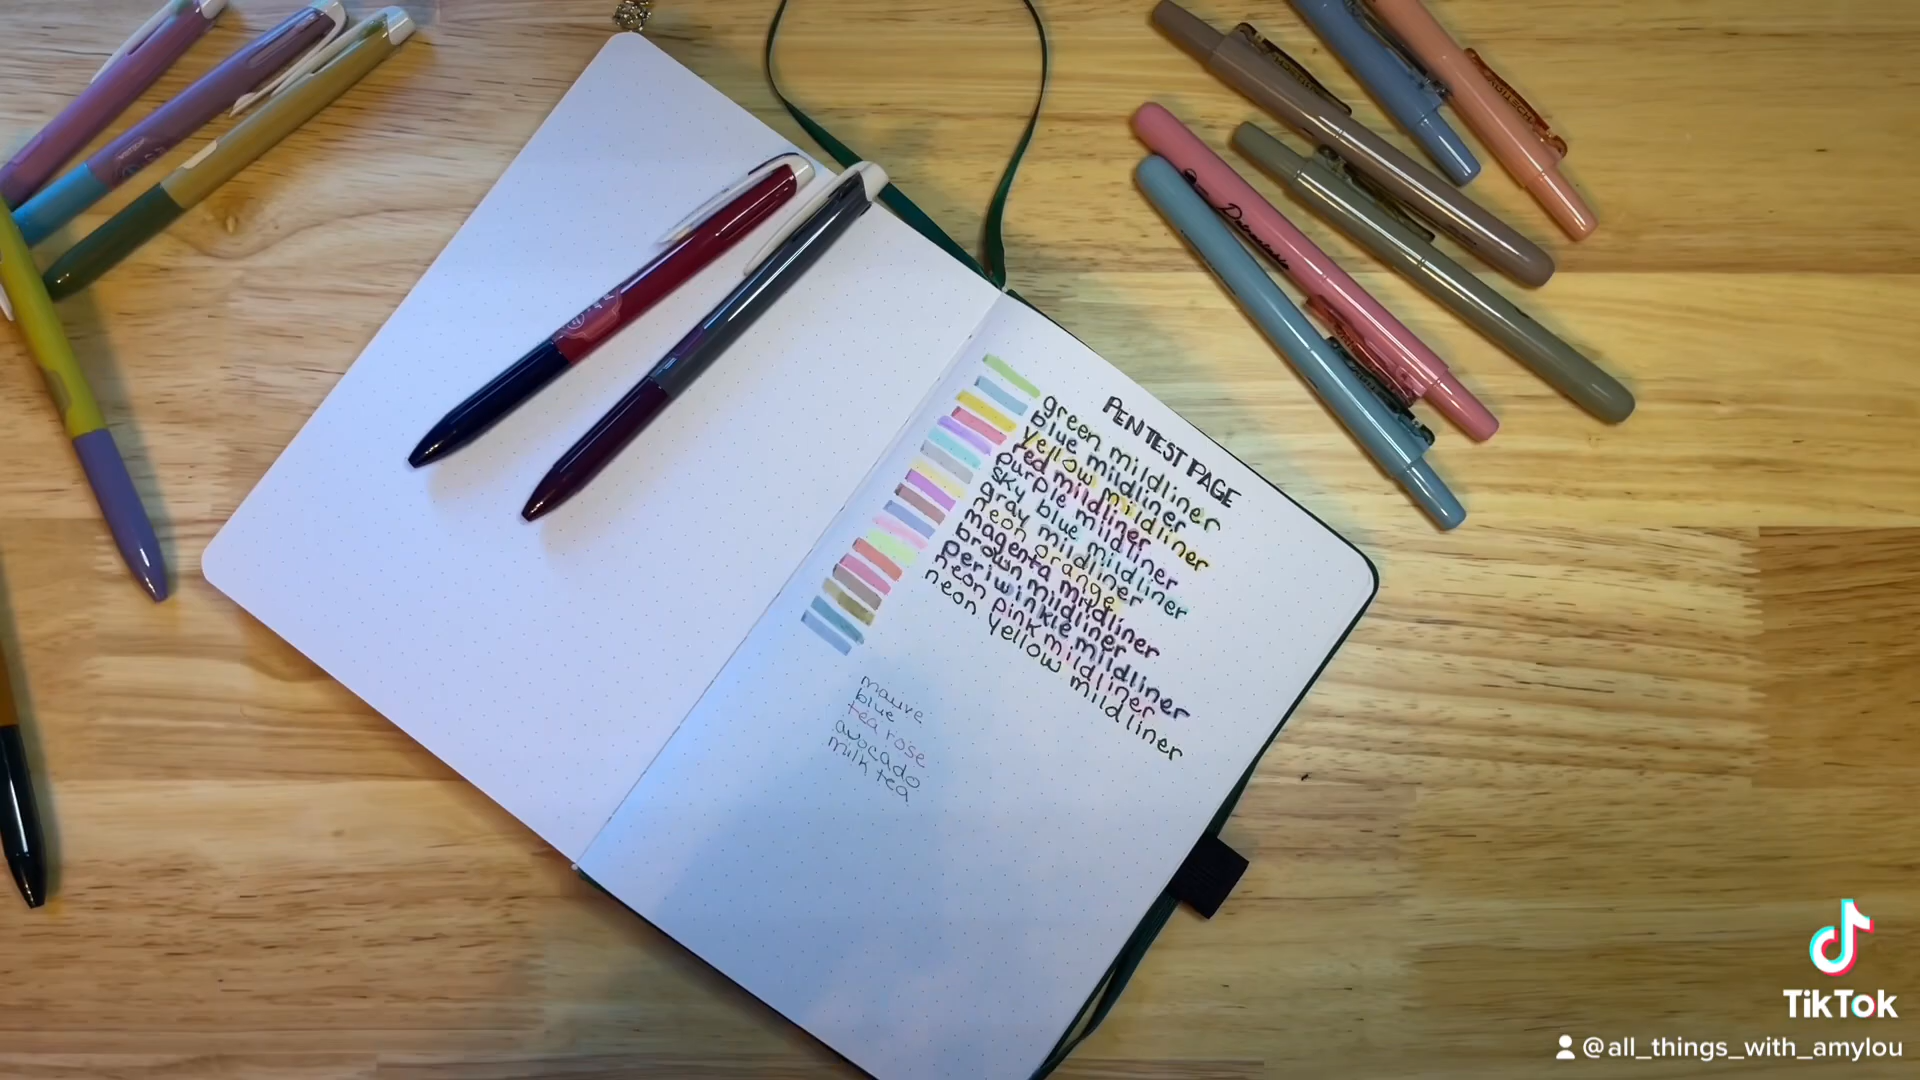 PEN TEST PAGE
green mildliner
blue mildliner
yellow mildliner
red mildliner
purple mildliner
sky blue mildliner
gray mildliner
neon orange
magenta mildliner
brown mildliner
periwinkle mildliner
neon pink mildliner
neon yellow mildliner
mauve
blue
tea rose
avocado
milk tea
TikTok
@all_things_with_amylou